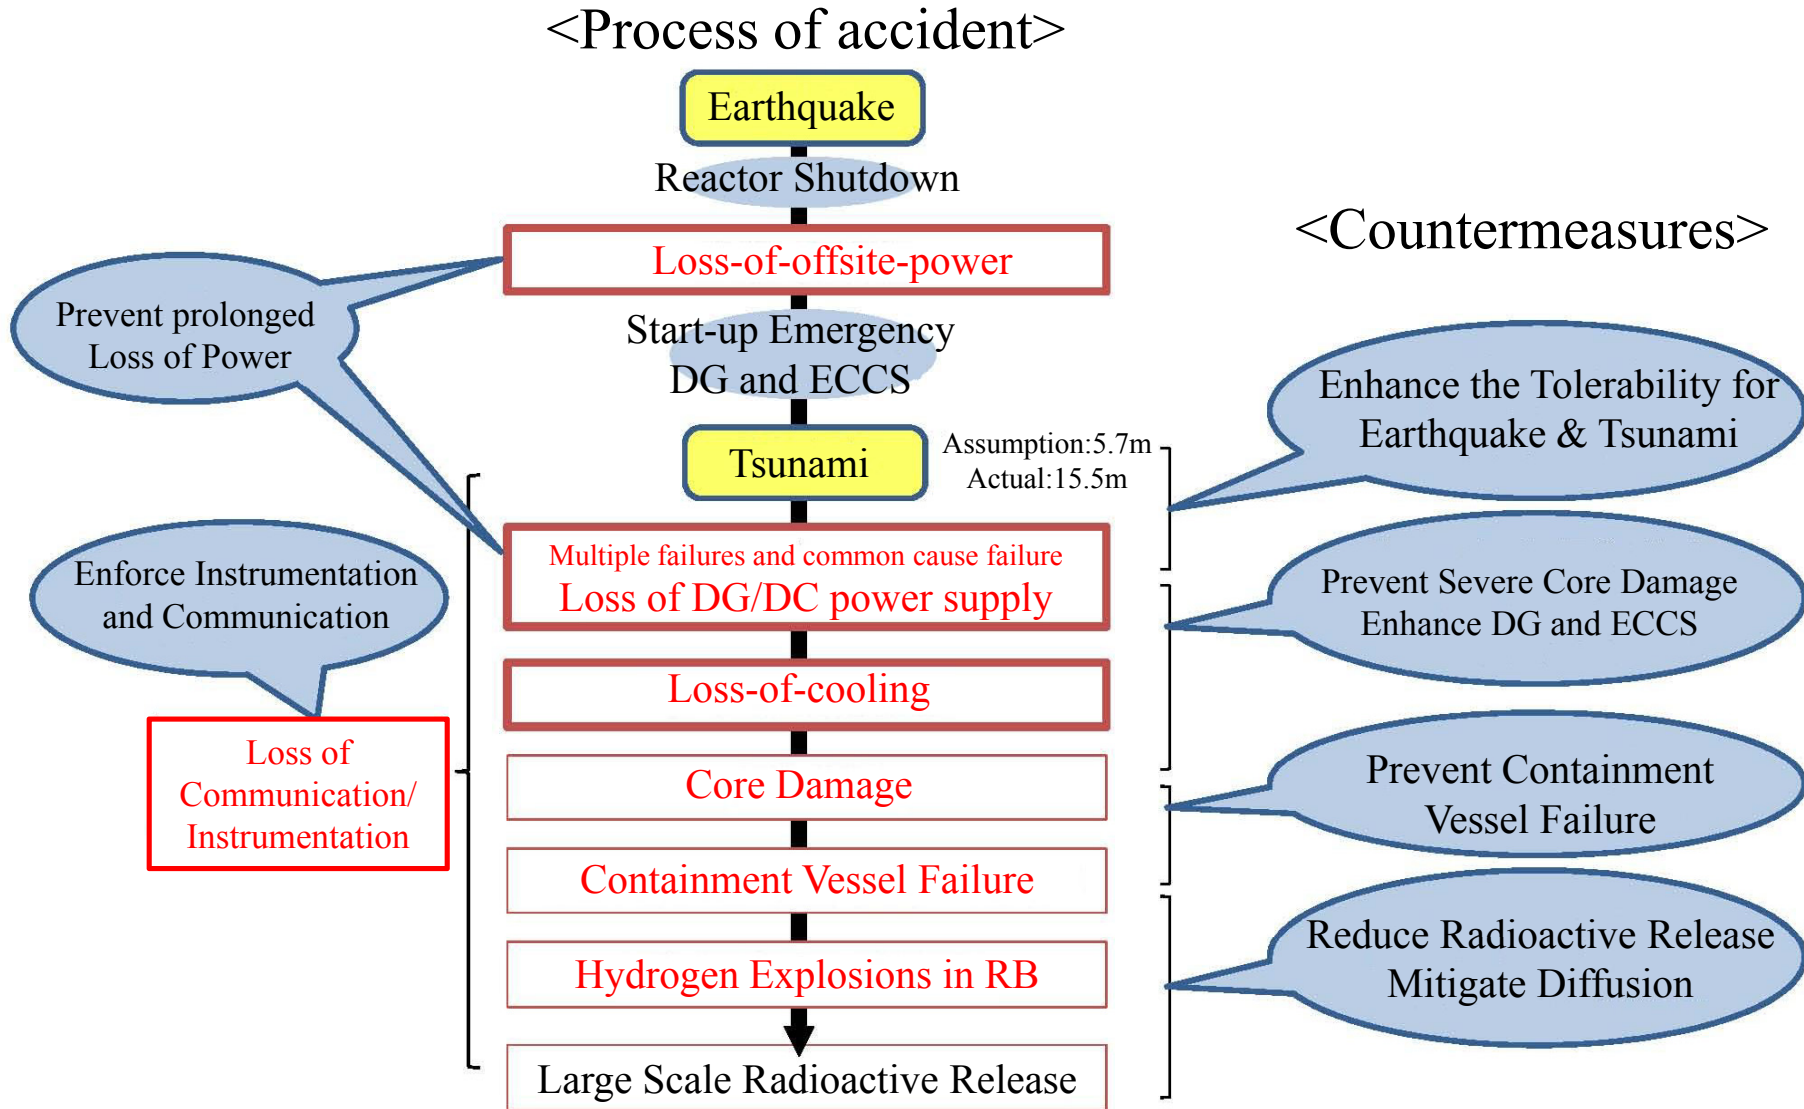 <Process of accident>
Earthquake
Reactor Shutdown
Loss-of-offsite-power
Start-up Emergency
DG and ECCS
Tsunami
Assumption:5.7m
Actual:15.5m
Multiple failures and common cause failure
Loss of DG/DC power supply
Loss-of-cooling
Core Damage
Containment Vessel Failure
Hydrogen Explosions in RB
Large Scale Radioactive Release
Prevent prolonged
Loss of Power
Enforce Instrumentation
and Communication
Loss of
Communication/
Instrumentation
<Countermeasures>
Enhance the Tolerability for
Earthquake & Tsunami
Prevent Severe Core Damage
Enhance DG and ECCS
Prevent Containment
Vessel Failure
Reduce Radioactive Release
Mitigate Diffusion